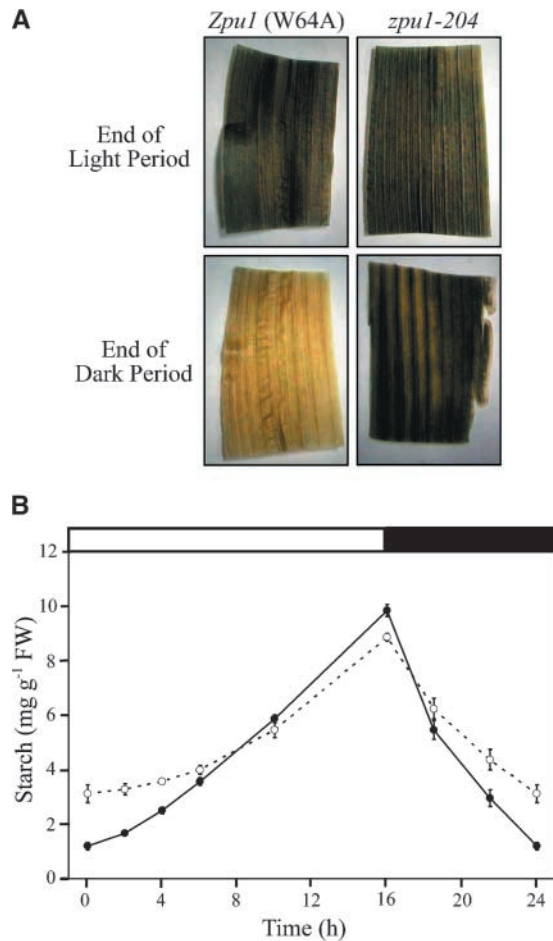 A
Zpu1 (W64A)
zpu1-204
End of
Light Period
End of
Dark Period
B
12
10
8
6
4
2
0
Starch (mg g-1 FW)
0 4 8 12 16 20 24
Time (h)